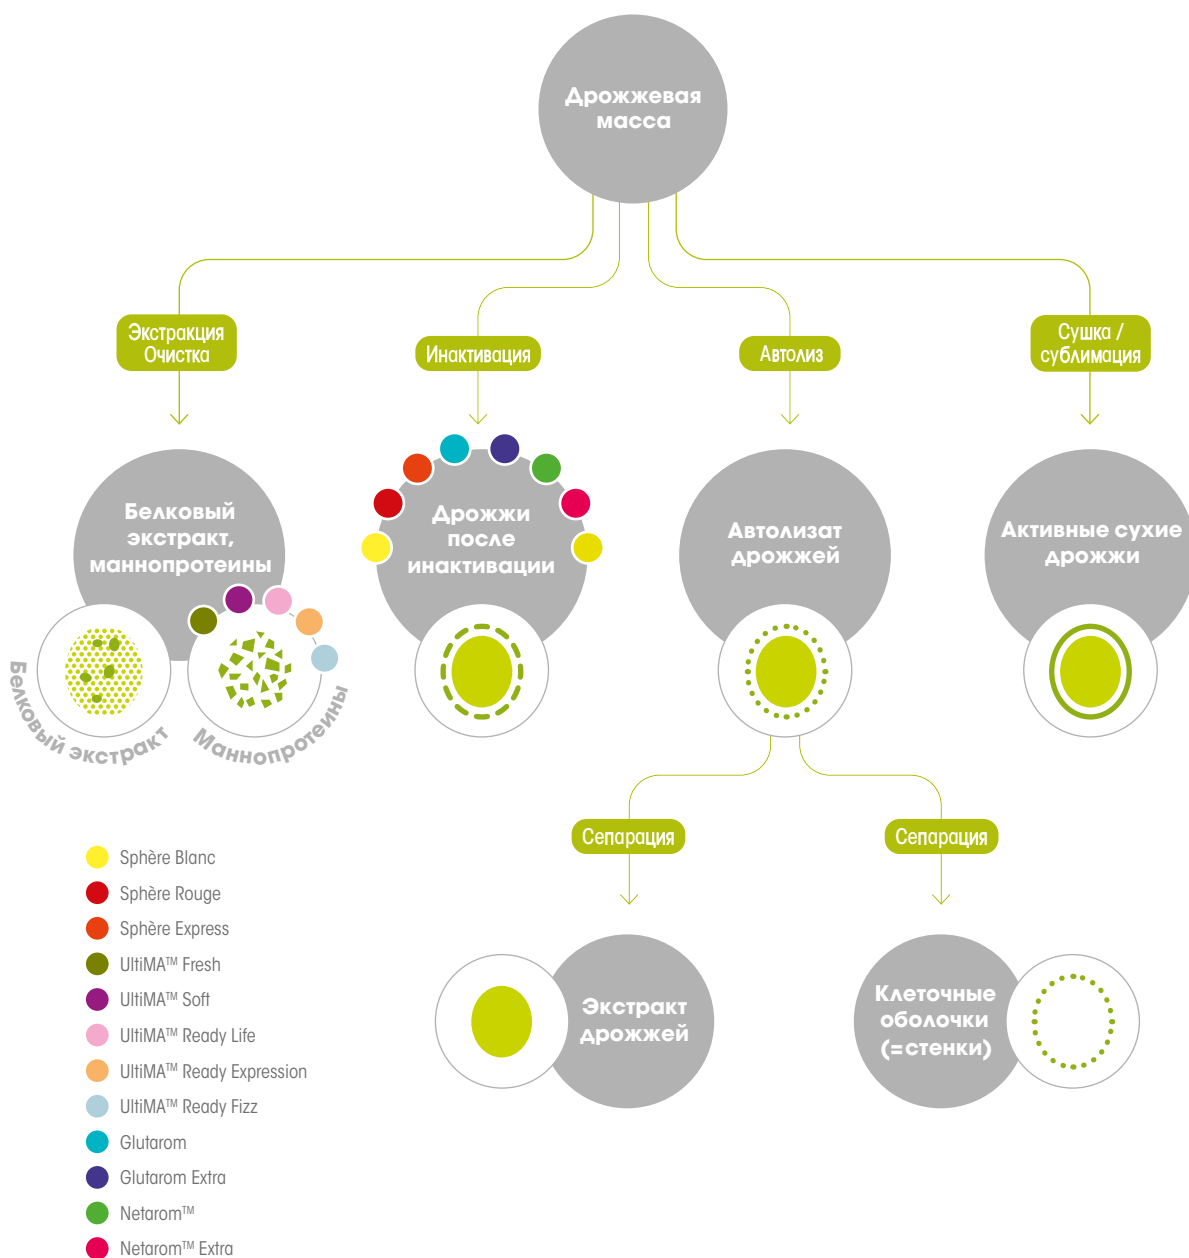 Дрожжевая
масса
Экстракция
Очистка
Инактивация
Автолиз
Сушка /
сублимация
Белковый
экстракт,
маннопротеины
Дрожжи
после
инактивации
Автолизат
дрожжей
Активные сухие
дрожжи
Белковый экстракт
Маннопротеины
Сепарация
Сепарация
Экстракт
дрожжей
Клеточные
оболочки
(=стенки)
Sphère Blanc
Sphère Rouge
Sphère Express
UltiMA™ Fresh
UltiMA™ Soft
UltiMA™ Ready Life
UltiMA™ Ready Expression
UltiMA™ Ready Fizz
Glutarom
Glutarom Extra
Netarom™
Netarom™ Extra